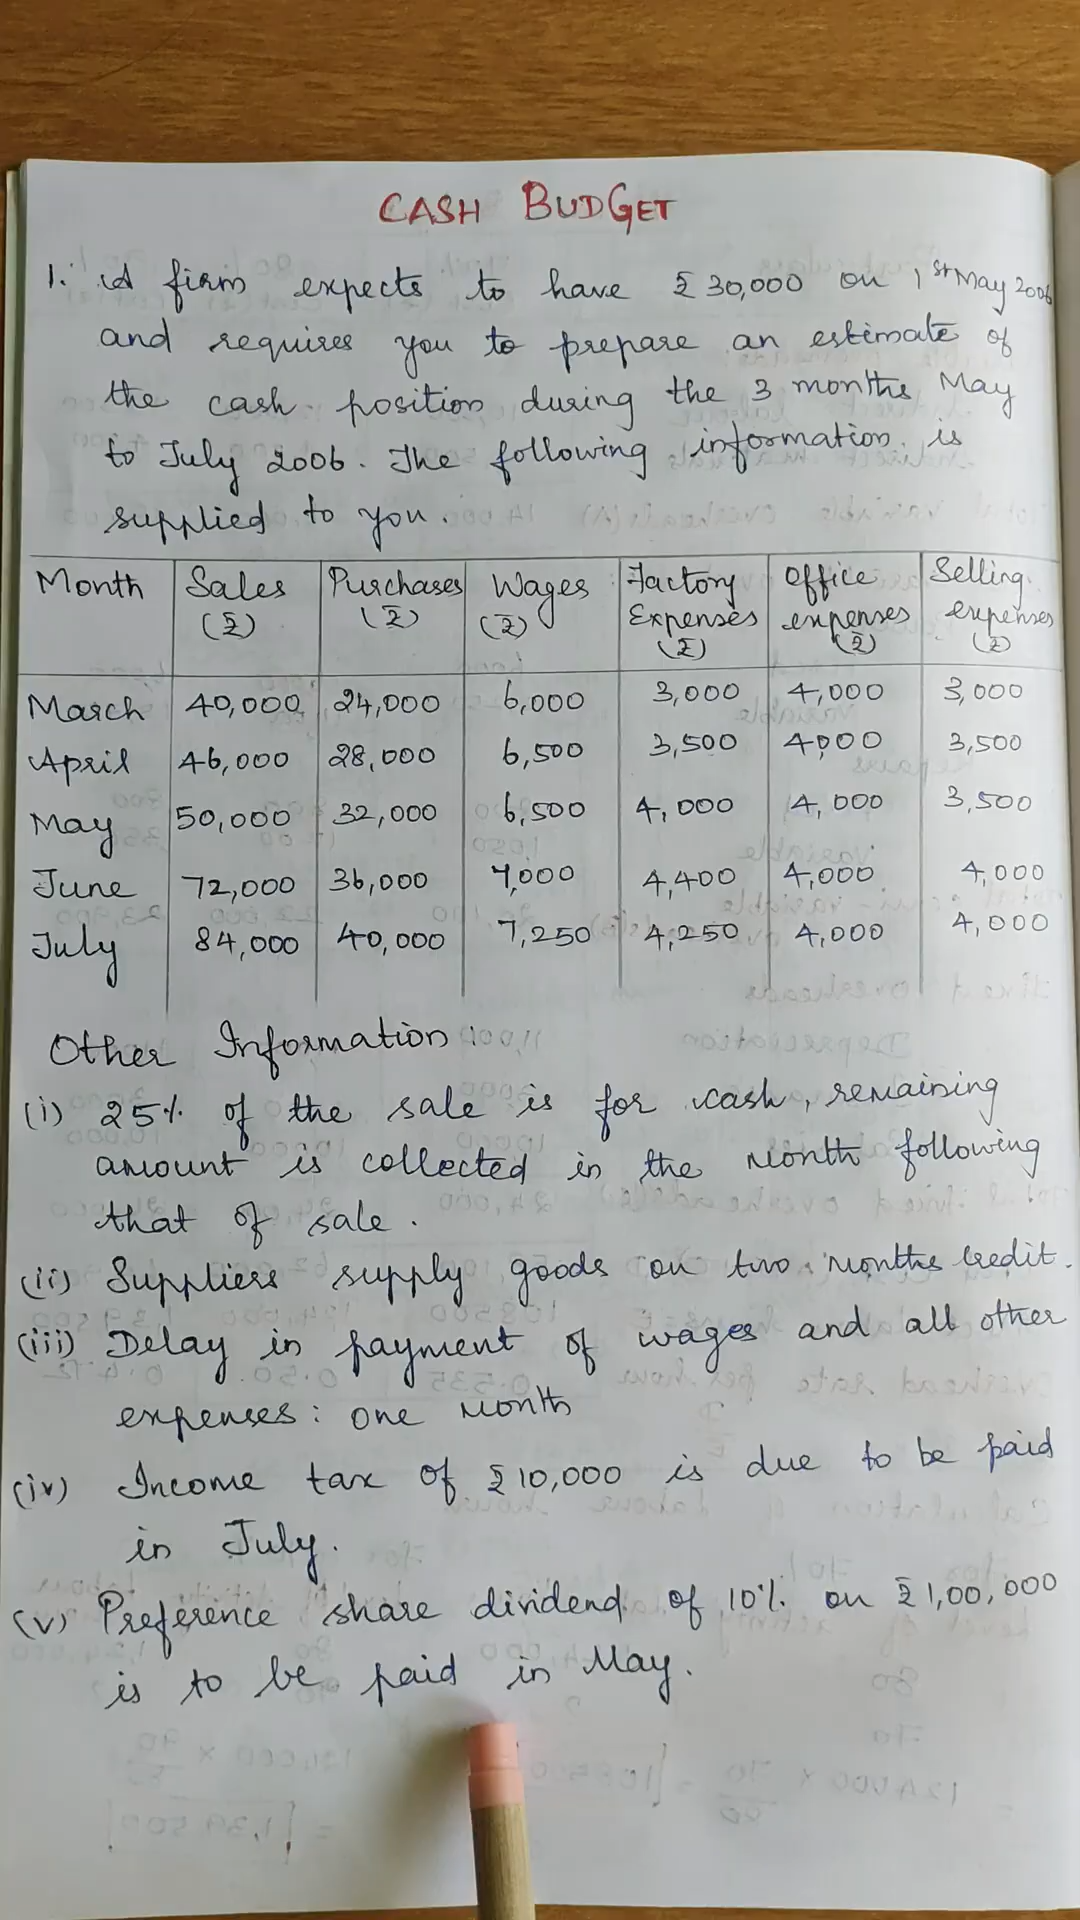 CASH BUDGET
1. A firm expects to have ₹ 30,000 on 1st May 2006
and requires you to prepare an estimate of
the cash position during the 3 months May
to July 2006. The following information is
supplied to you.
Month Sales (₹) Purchases (₹) Wages (₹) Factory Expenses (₹) Office expenses (₹) Selling expenses (₹)
March 40,000 24,000 6,000 3,000 4,000 3,000
April 46,000 28,000 6,500 3,500 4000 3,500
May 50,000 32,000 6,500 4,000 4,000 3,500
June 72,000 36,000 7,000 4,400 4,000 4,000
July 84,000 40,000 7,250 4,250 4,000 4,000
Other Information:
(i) 25% of the sale is for cash, remaining
amount is collected in the month following
that of sale.
(ii) Suppliers supply goods on two months credit.
(iii) Delay in payment of wages and all other
expenses: one month
(iv) Income tax of ₹ 10,000 is due to be paid
in July.
(v) Preference share dividend of 10% on ₹ 1,00,000
is to be paid in May.